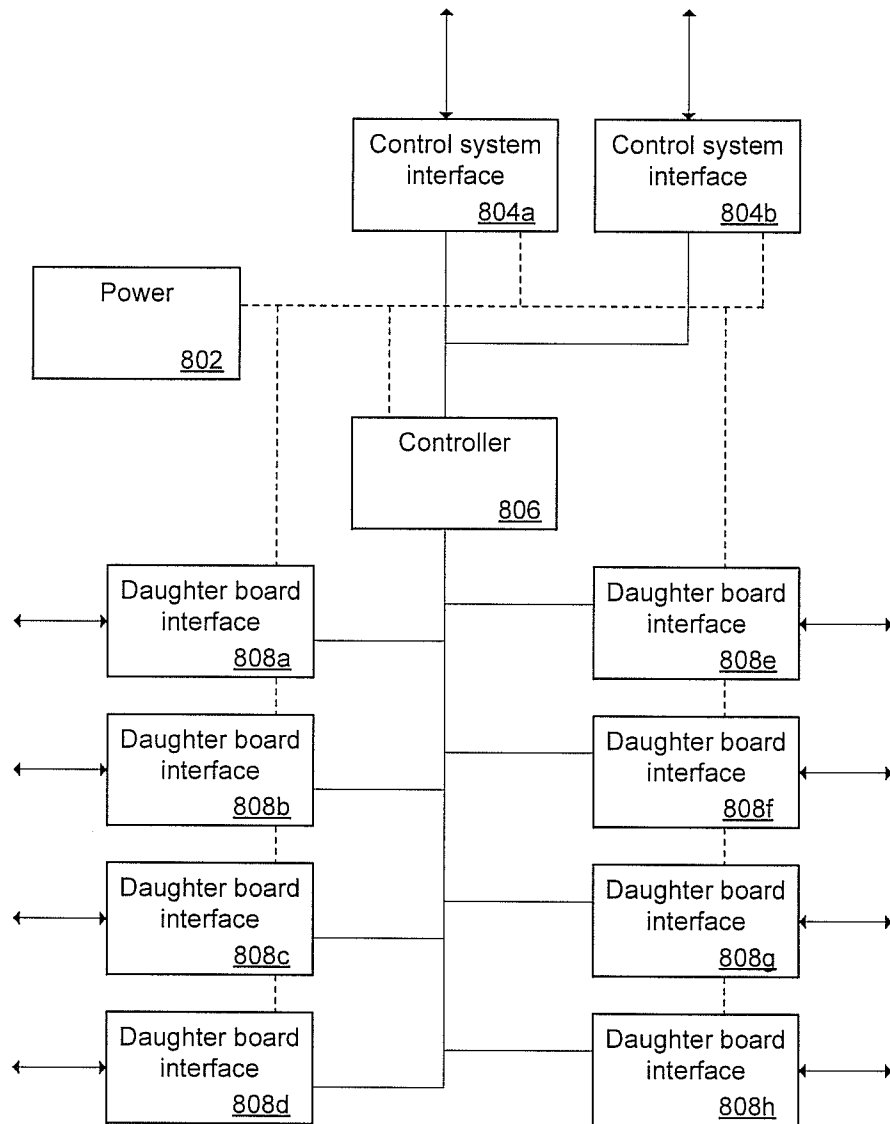 Control system
interface
804a
Control system
interface
804b
Power
802
Controller
806
Daughter board
interface
808a
Daughter board
interface
808e
Daughter board
interface
808b
Daughter board
interface
808f
Daughter board
interface
808c
Daughter board
interface
808g
Daughter board
interface
808d
Daughter board
interface
808h